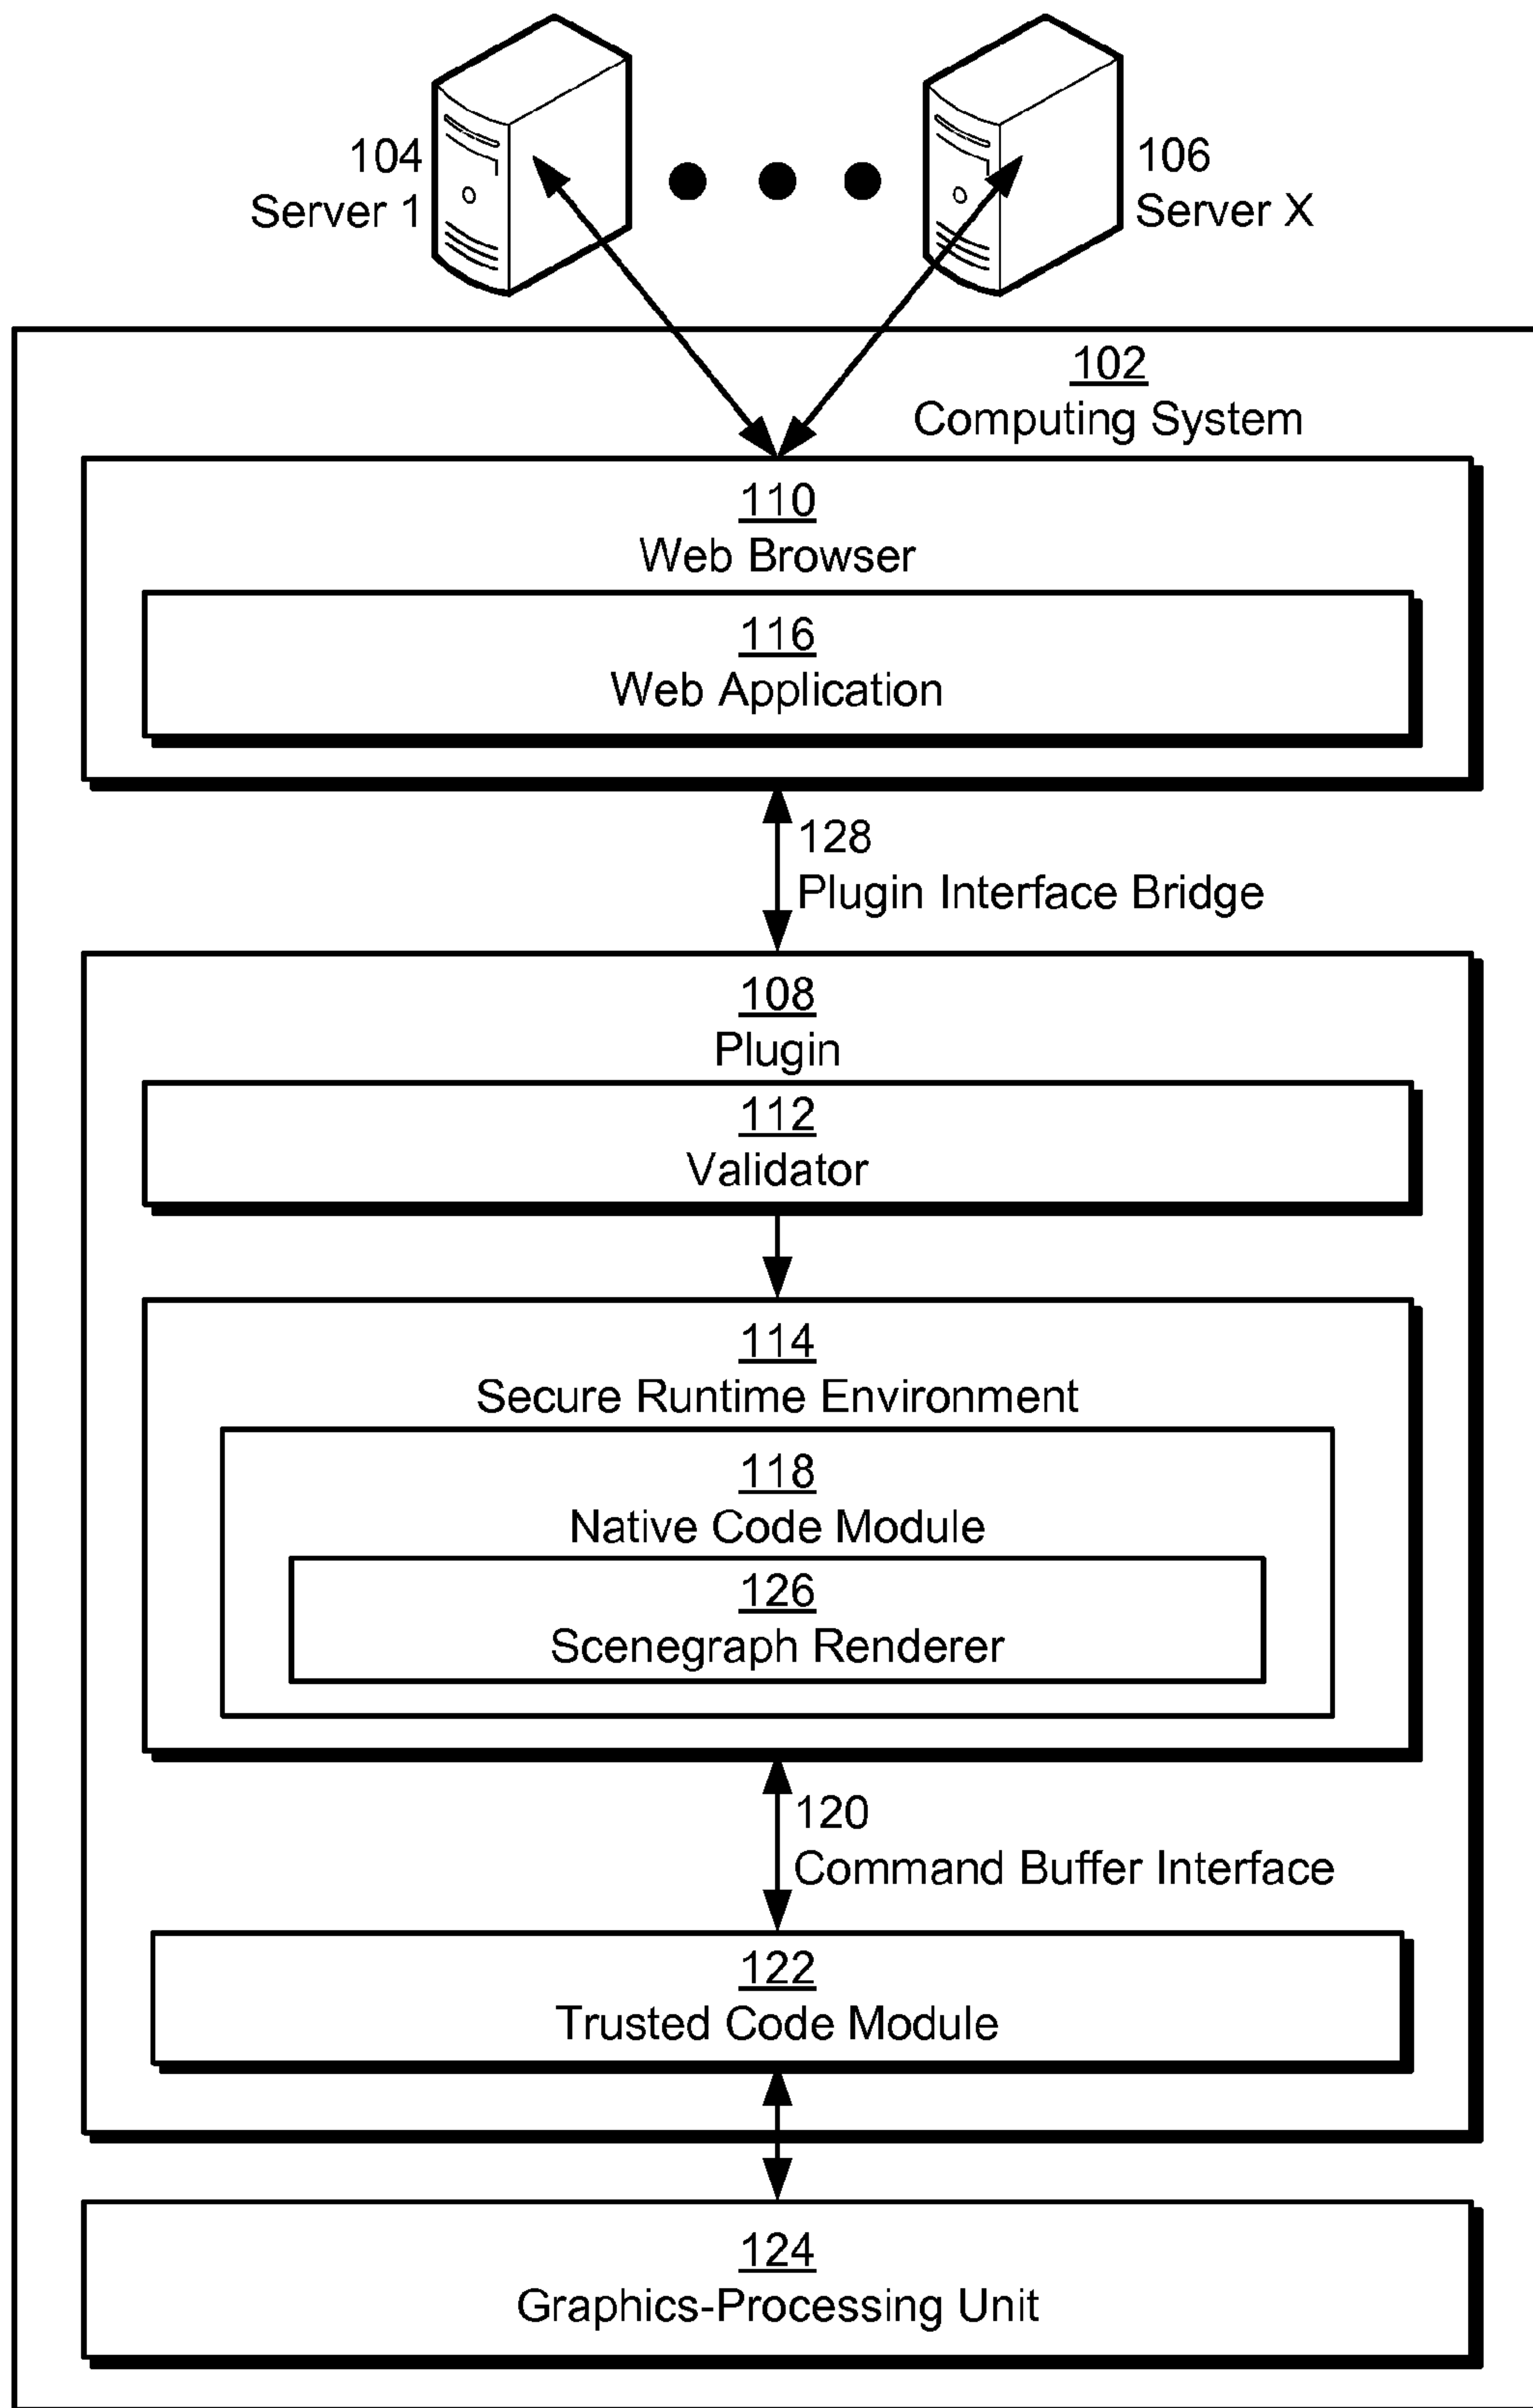 104
Server 1
106
Server X
102
Computing System
110
Web Browser
116
Web Application
128
Plugin Interface Bridge
108
Plugin
112
Validator
114
Secure Runtime Environment
118
Native Code Module
126
Scenegraph Renderer
120
Command Buffer Interface
122
Trusted Code Module
124
Graphics-Processing Unit